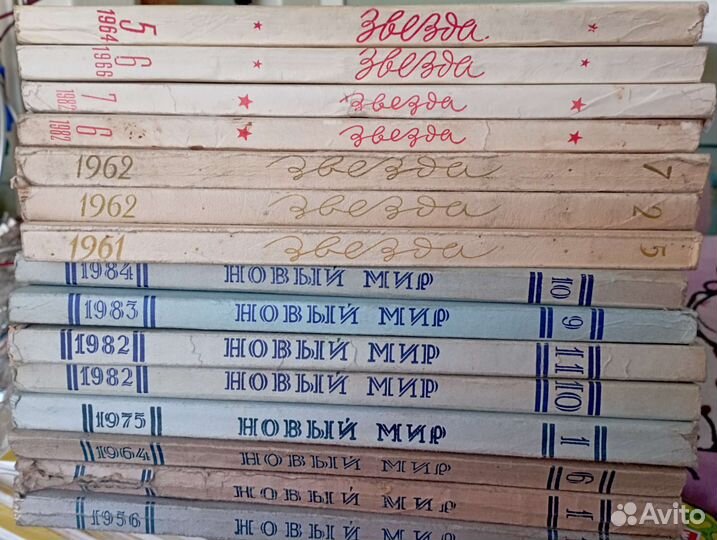 5 1964 Звезда
6 1966 Звезда
7 1982 Звезда
6 1982 Звезда
1962 Звезда 7
1962 Звезда 2
1961 Звезда 5
1984 НОВЫЙ МИР 10
1983 НОВЫЙ МИР 9
1982 НОВЫЙ МИР 11
1982 НОВЫЙ МИР 10
1975 НОВЫЙ МИР 1
1964 НОВЫЙ МИР 6
НОВЫЙ МИР
1956 НОВЫЙ МИР
Avito